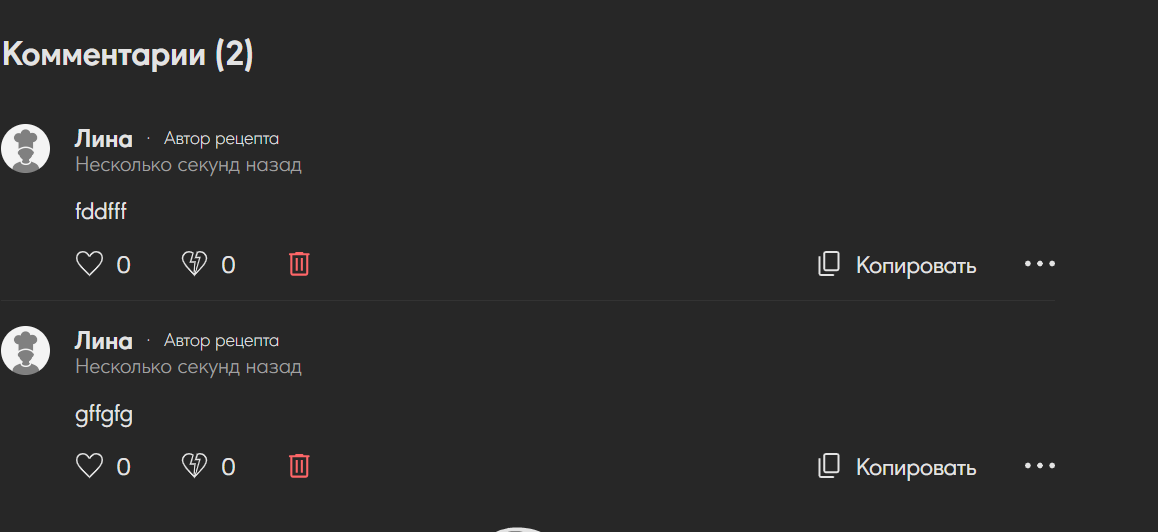 Комментарии (2)
Лина · Автор рецепта
Несколько секунд назад
fddfff
0 0 Копировать
Лина · Автор рецепта
Несколько секунд назад
gffgfg
0 0 Копировать